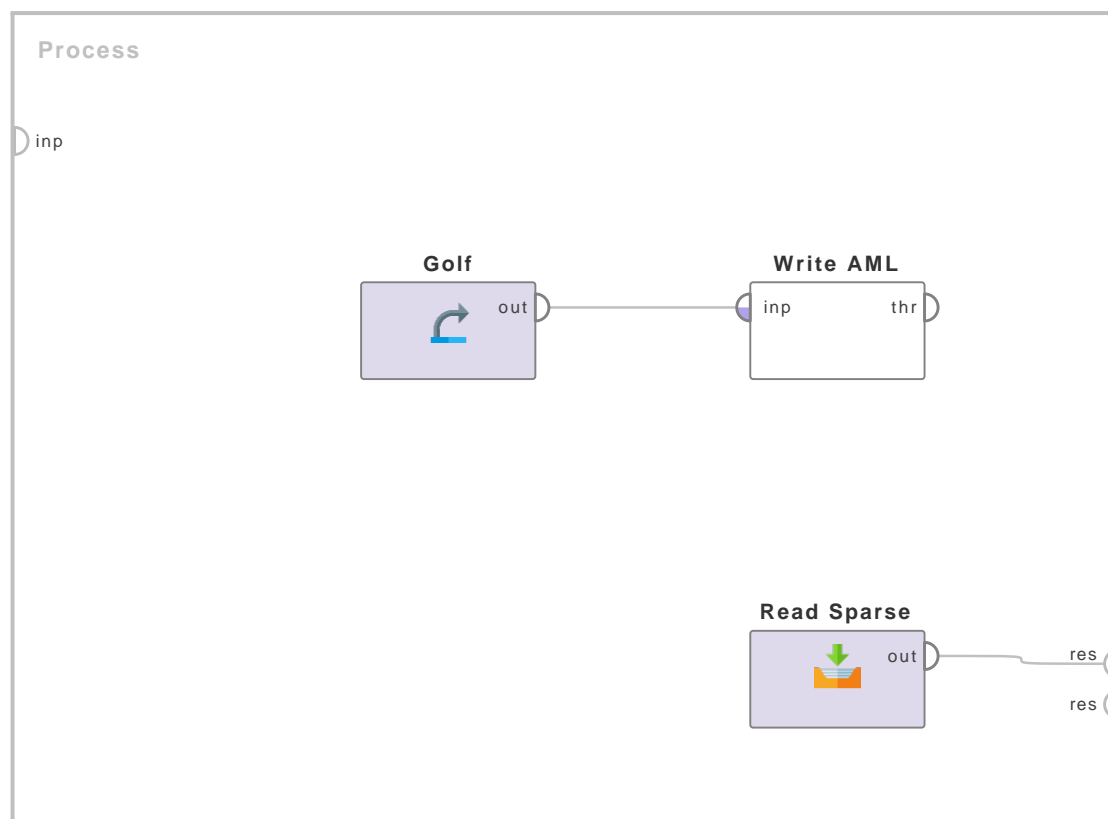 Process
inp
Golf
out
Write AML
inp
thr
Read Sparse
out
res
res